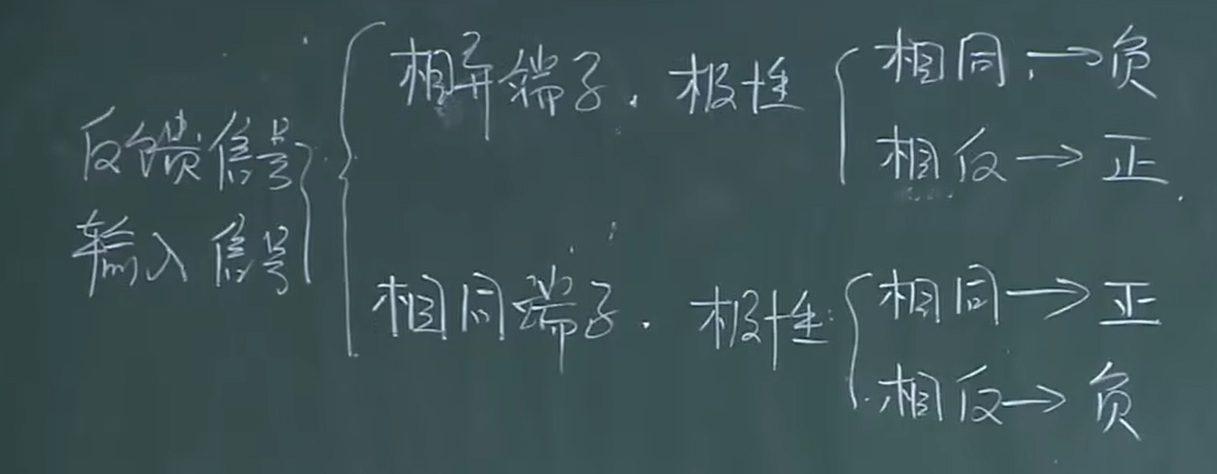 相异端子. 极性
相同→负
相反→正
反馈信号
输入信号
相同端子. 极性:
相同→正
相反→负